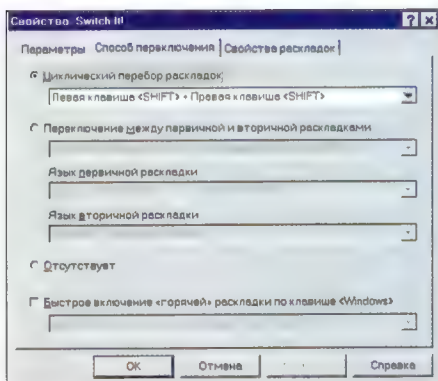 Свойство: Switch It!
Параметры Способ переключения Свойства раскладок
Циклический перебор раскладок:
Левая клавиша <SHIFT> + Правая клавиша <SHIFT>
Переключение между первичной и вторичной раскладками
Язык первичной раскладки
Язык вторичной раскладки
Отсутствует
Быстрое включение «горячей» раскладки по клавише <Windows>
OK Отмена Справка